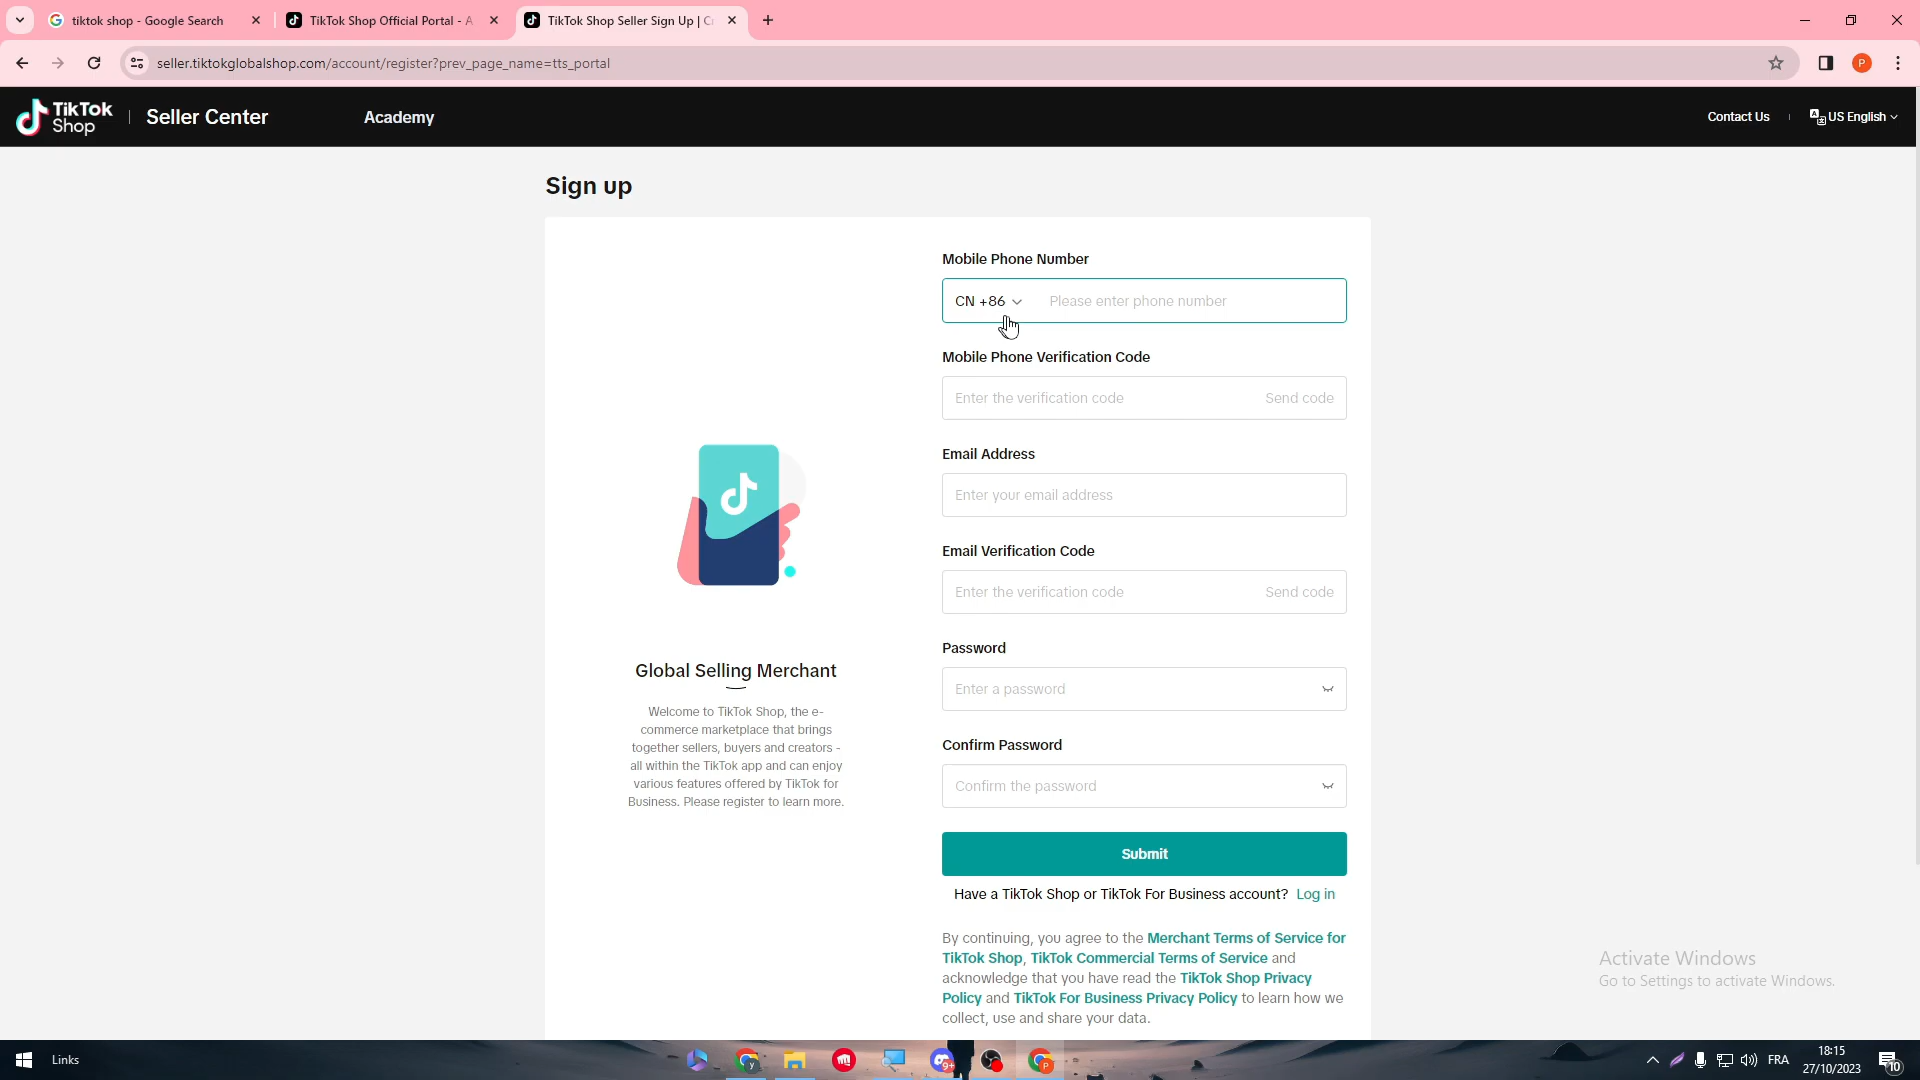 tiktok shop - Google Search
TikTok Shop Official Portal - A
TikTok Shop Seller Sign Up | Cr
seller.tiktokglobalshop.com/account/register?prev_page_name=tts_portal
P
TikTok
Shop
Seller Center
Academy
Contact Us
US English
Sign up
Mobile Phone Number
CN +86
Please enter phone number
Mobile Phone Verification Code
Enter the verification code
Send code
Email Address
Enter your email address
Email Verification Code
Enter the verification code
Send code
Password
Enter a password
Confirm Password
Confirm the password
Submit
Have a TikTok Shop or TikTok For Business account? Log in
By continuing, you agree to the Merchant Terms of Service for
TikTok Shop, TikTok Commercial Terms of Service and
acknowledge that you have read the TikTok Shop Privacy
Policy and TikTok For Business Privacy Policy to learn how we
collect, use and share your data.
Global Selling Merchant
Welcome to TikTok Shop, the e-
commerce marketplace that brings
together sellers, buyers and creators -
all within the TikTok app and can enjoy
various features offered by TikTok for
Business. Please register to learn more.
Activate Windows
Go to Settings to activate Windows.
Links
y
9+
P
FRA
18:15
27/10/2023
10